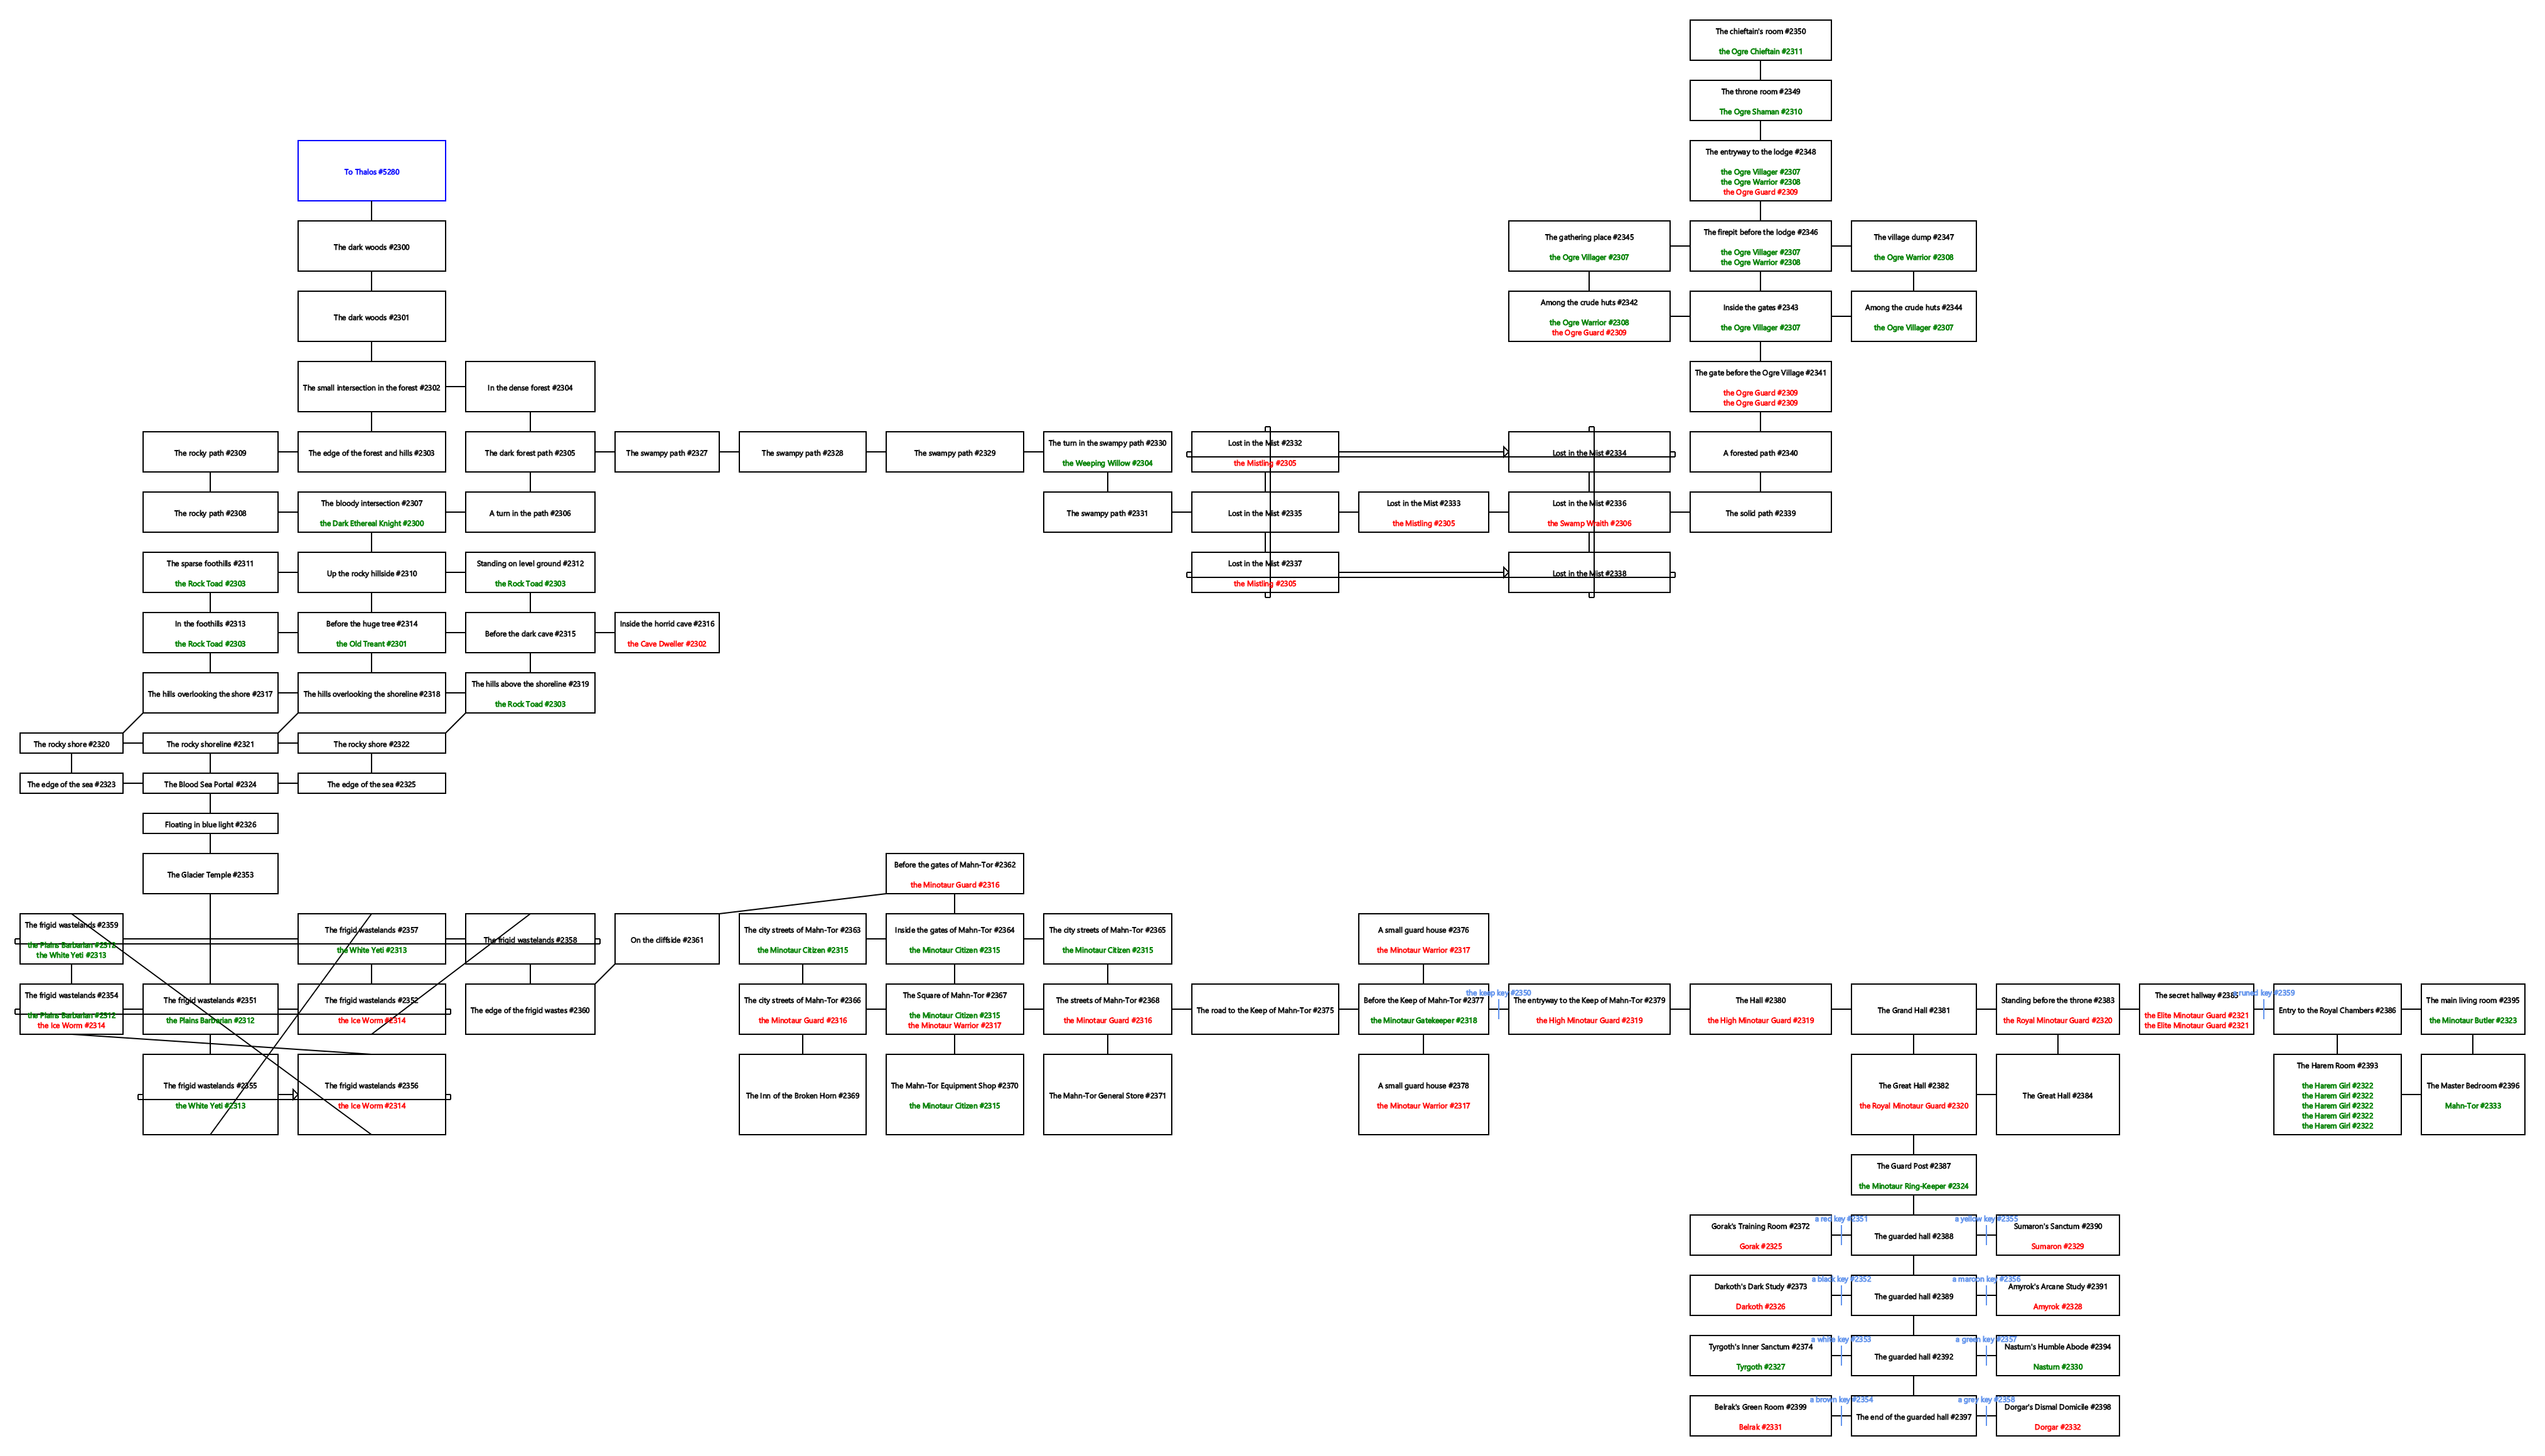 The chieftain's room #2350
the Ogre Chieftain #2311
The throne room #2349
The Ogre Shaman #2310
To Thalos #5280
The entryway to the lodge #2348
the Ogre Villager #2307
the Ogre Warrior #2308
the Ogre Guard #2309
The dark woods #2300
The gathering place #2345
the Ogre Villager #2307
The firepit before the lodge #2346
the Ogre Villager #2307
the Ogre Warrior #2308
The village dump #2347
the Ogre Warrior #2308
The dark woods #2301
Among the crude huts #2342
the Ogre Warrior #2308
the Ogre Guard #2309
Inside the gates #2343
the Ogre Villager #2307
Among the crude huts #2344
the Ogre Villager #2307
The small intersection in the forest #2302
In the dense forest #2304
The gate before the Ogre Village #2341
the Ogre Guard #2309
the Ogre Guard #2309
The rocky path #2309
The edge of the forest and hills #2303
The dark forest path #2305
The swampy path #2327
The swampy path #2328
The swampy path #2329
The turn in the swampy path #2330
the Weeping Willow #2304
Lost in the Mist #2332
the Mistling #2305
Lost in the Mist #2334
A forested path #2340
The rocky path #2308
The bloody intersection #2307
the Dark Ethereal Knight #2300
A turn in the path #2306
The swampy path #2331
Lost in the Mist #2335
Lost in the Mist #2333
the Mistling #2305
Lost in the Mist #2336
the Swamp Wraith #2306
The solid path #2339
The sparse foothills #2311
the Rock Toad #2303
Up the rocky hillside #2310
Standing on level ground #2312
the Rock Toad #2303
Lost in the Mist #2337
the Mistling #2305
Lost in the Mist #2338
In the foothills #2313
the Rock Toad #2303
Before the huge tree #2314
the Old Treant #2301
Before the dark cave #2315
Inside the horrid cave #2316
the Cave Dweller #2302
The hills overlooking the shore #2317
The hills overlooking the shoreline #2318
The hills above the shoreline #2319
the Rock Toad #2303
The rocky shore #2320
The rocky shoreline #2321
The rocky shore #2322
The edge of the sea #2323
The Blood Sea Portal #2324
The edge of the sea #2325
Floating in blue light #2326
The Glacier Temple #2353
Before the gates of Mahn-Tor #2362
the Minotaur Guard #2316
The frigid wastelands #2359
the Plains Barbarian #2312
the White Yeti #2313
The frigid wastelands #2357
the White Yeti #2313
The frigid wastelands #2358
On the cliffside #2361
The city streets of Mahn-Tor #2363
the Minotaur Citizen #2315
Inside the gates of Mahn-Tor #2364
the Minotaur Citizen #2315
The city streets of Mahn-Tor #2365
the Minotaur Citizen #2315
A small guard house #2376
the Minotaur Warrior #2317
The frigid wastelands #2354
the Plains Barbarian #2312
the Ice Worm #2314
The frigid wastelands #2351
the Plains Barbarian #2312
The frigid wastelands #2352
the Ice Worm #2314
The edge of the frigid wastes #2360
The city streets of Mahn-Tor #2366
the Minotaur Guard #2316
The Square of Mahn-Tor #2367
the Minotaur Citizen #2315
the Minotaur Warrior #2317
The streets of Mahn-Tor #2368
the Minotaur Guard #2316
The road to the Keep of Mahn-Tor #2375
Before the Keep of Mahn-Tor #2377
the Minotaur Gatekeeper #2318
the keep key #2350
The entryway to the Keep of Mahn-Tor #2379
the High Minotaur Guard #2319
The Hall #2380
the High Minotaur Guard #2319
The Grand Hall #2381
Standing before the throne #2383
the Royal Minotaur Guard #2320
The secret hallway #2385
the Elite Minotaur Guard #2321
the Elite Minotaur Guard #2321
runed key #2359
Entry to the Royal Chambers #2386
The main living room #2395
the Minotaur Butler #2323
The frigid wastelands #2355
the White Yeti #2313
The frigid wastelands #2356
the Ice Worm #2314
The Inn of the Broken Horn #2369
The Mahn-Tor Equipment Shop #2370
the Minotaur Citizen #2315
The Mahn-Tor General Store #2371
A small guard house #2378
the Minotaur Warrior #2317
The Great Hall #2382
the Royal Minotaur Guard #2320
The Great Hall #2384
The Harem Room #2393
the Harem Girl #2322
the Harem Girl #2322
the Harem Girl #2322
the Harem Girl #2322
the Harem Girl #2322
The Master Bedroom #2396
Mahn-Tor #2333
The Guard Post #2387
the Minotaur Ring-Keeper #2324
Gorak's Training Room #2372
Gorak #2325
a red key #2351
The guarded hall #2388
a yellow key #2355
Sumaron's Sanctum #2390
Sumaron #2329
Darkoth's Dark Study #2373
Darkoth #2326
a black key #2352
The guarded hall #2389
a maroon key #2356
Amyrok's Arcane Study #2391
Amyrok #2328
Tyrgoth's Inner Sanctum #2374
Tyrgoth #2327
a white key #2353
The guarded hall #2392
a green key #2357
Nasturn's Humble Abode #2394
Nasturn #2330
Belrak's Green Room #2399
Belrak #2331
a brown key #2354
The end of the guarded hall #2397
a grey key #2358
Dorgar's Dismal Domicile #2398
Dorgar #2332